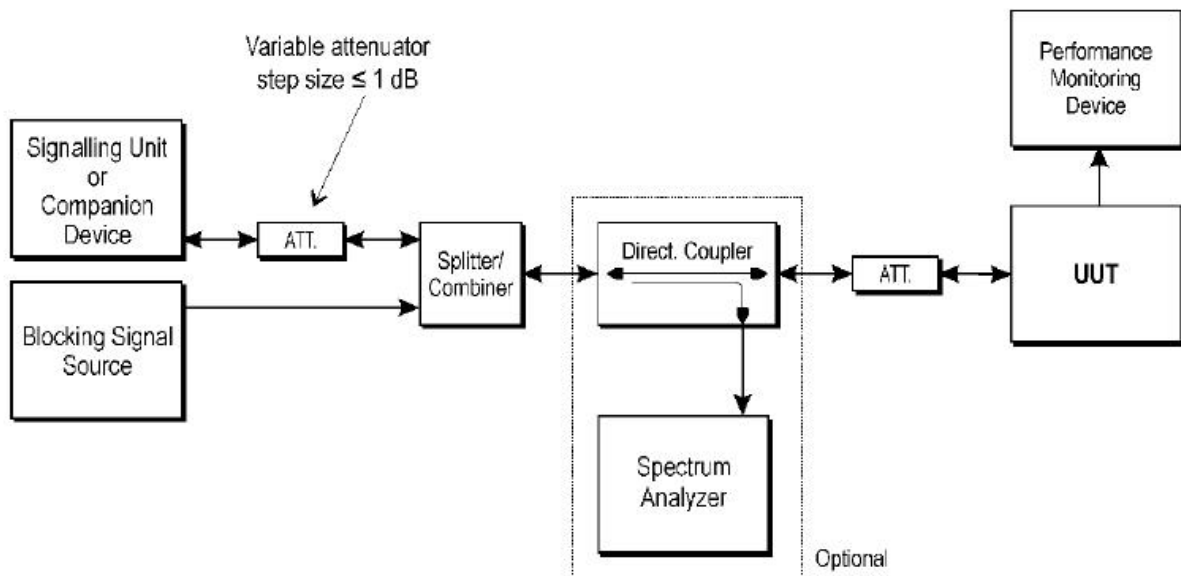 Variable attenuator
step size ≤ 1 dB
Signalling Unit
or
Companion
Device
ATT.
Blocking Signal
Source
Splitter/
Combiner
Direct. Coupler
Spectrum
Analyzer
Optional
ATT.
Performance
Monitoring
Device
UUT